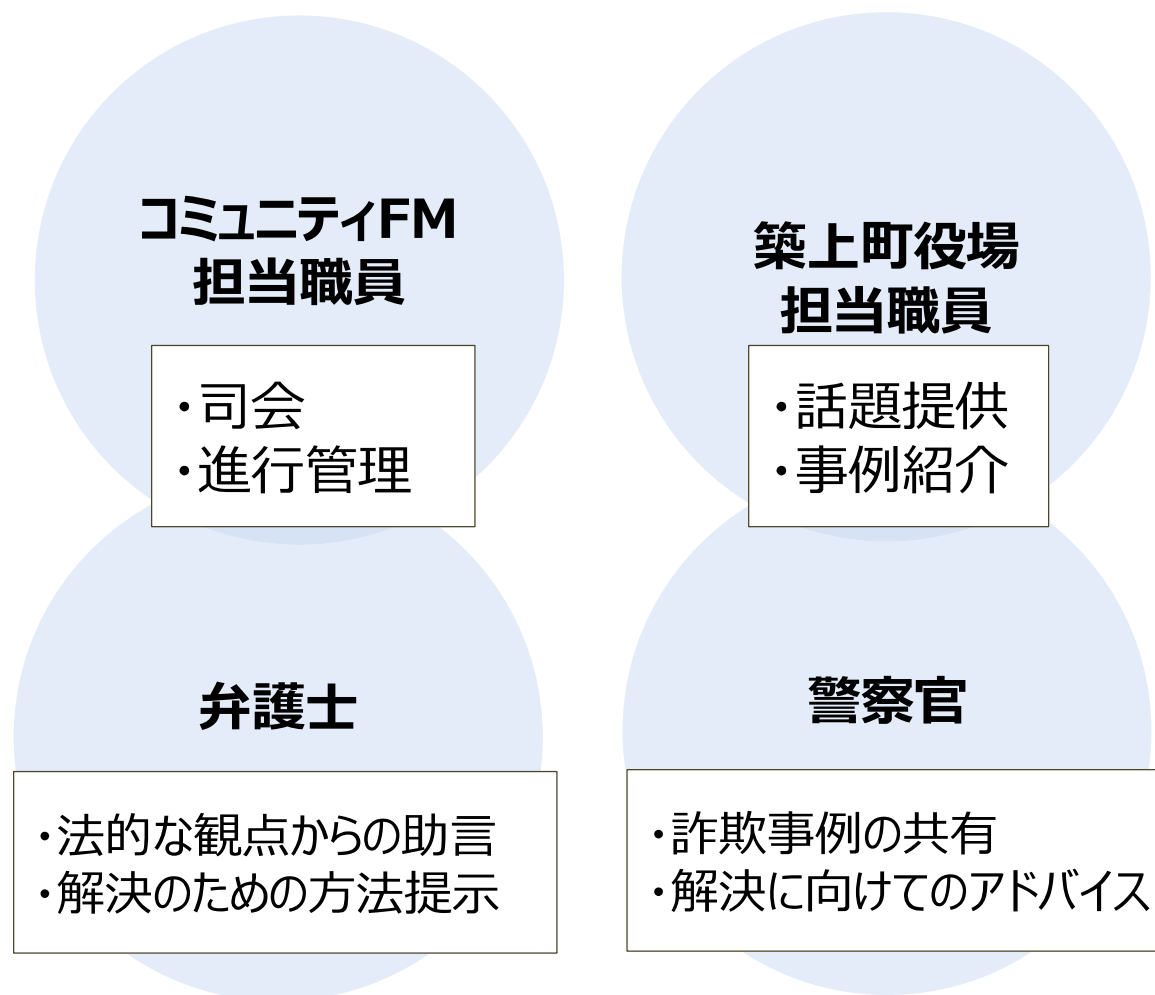 コミュニティFM
担当職員
・司会
・進行管理
築上町役場
担当職員
・話題提供
・事例紹介
弁護士
・法的な観点からの助言
・解決のための方法提示
警察官
・詐欺事例の共有
・解決に向けてのアドバイス